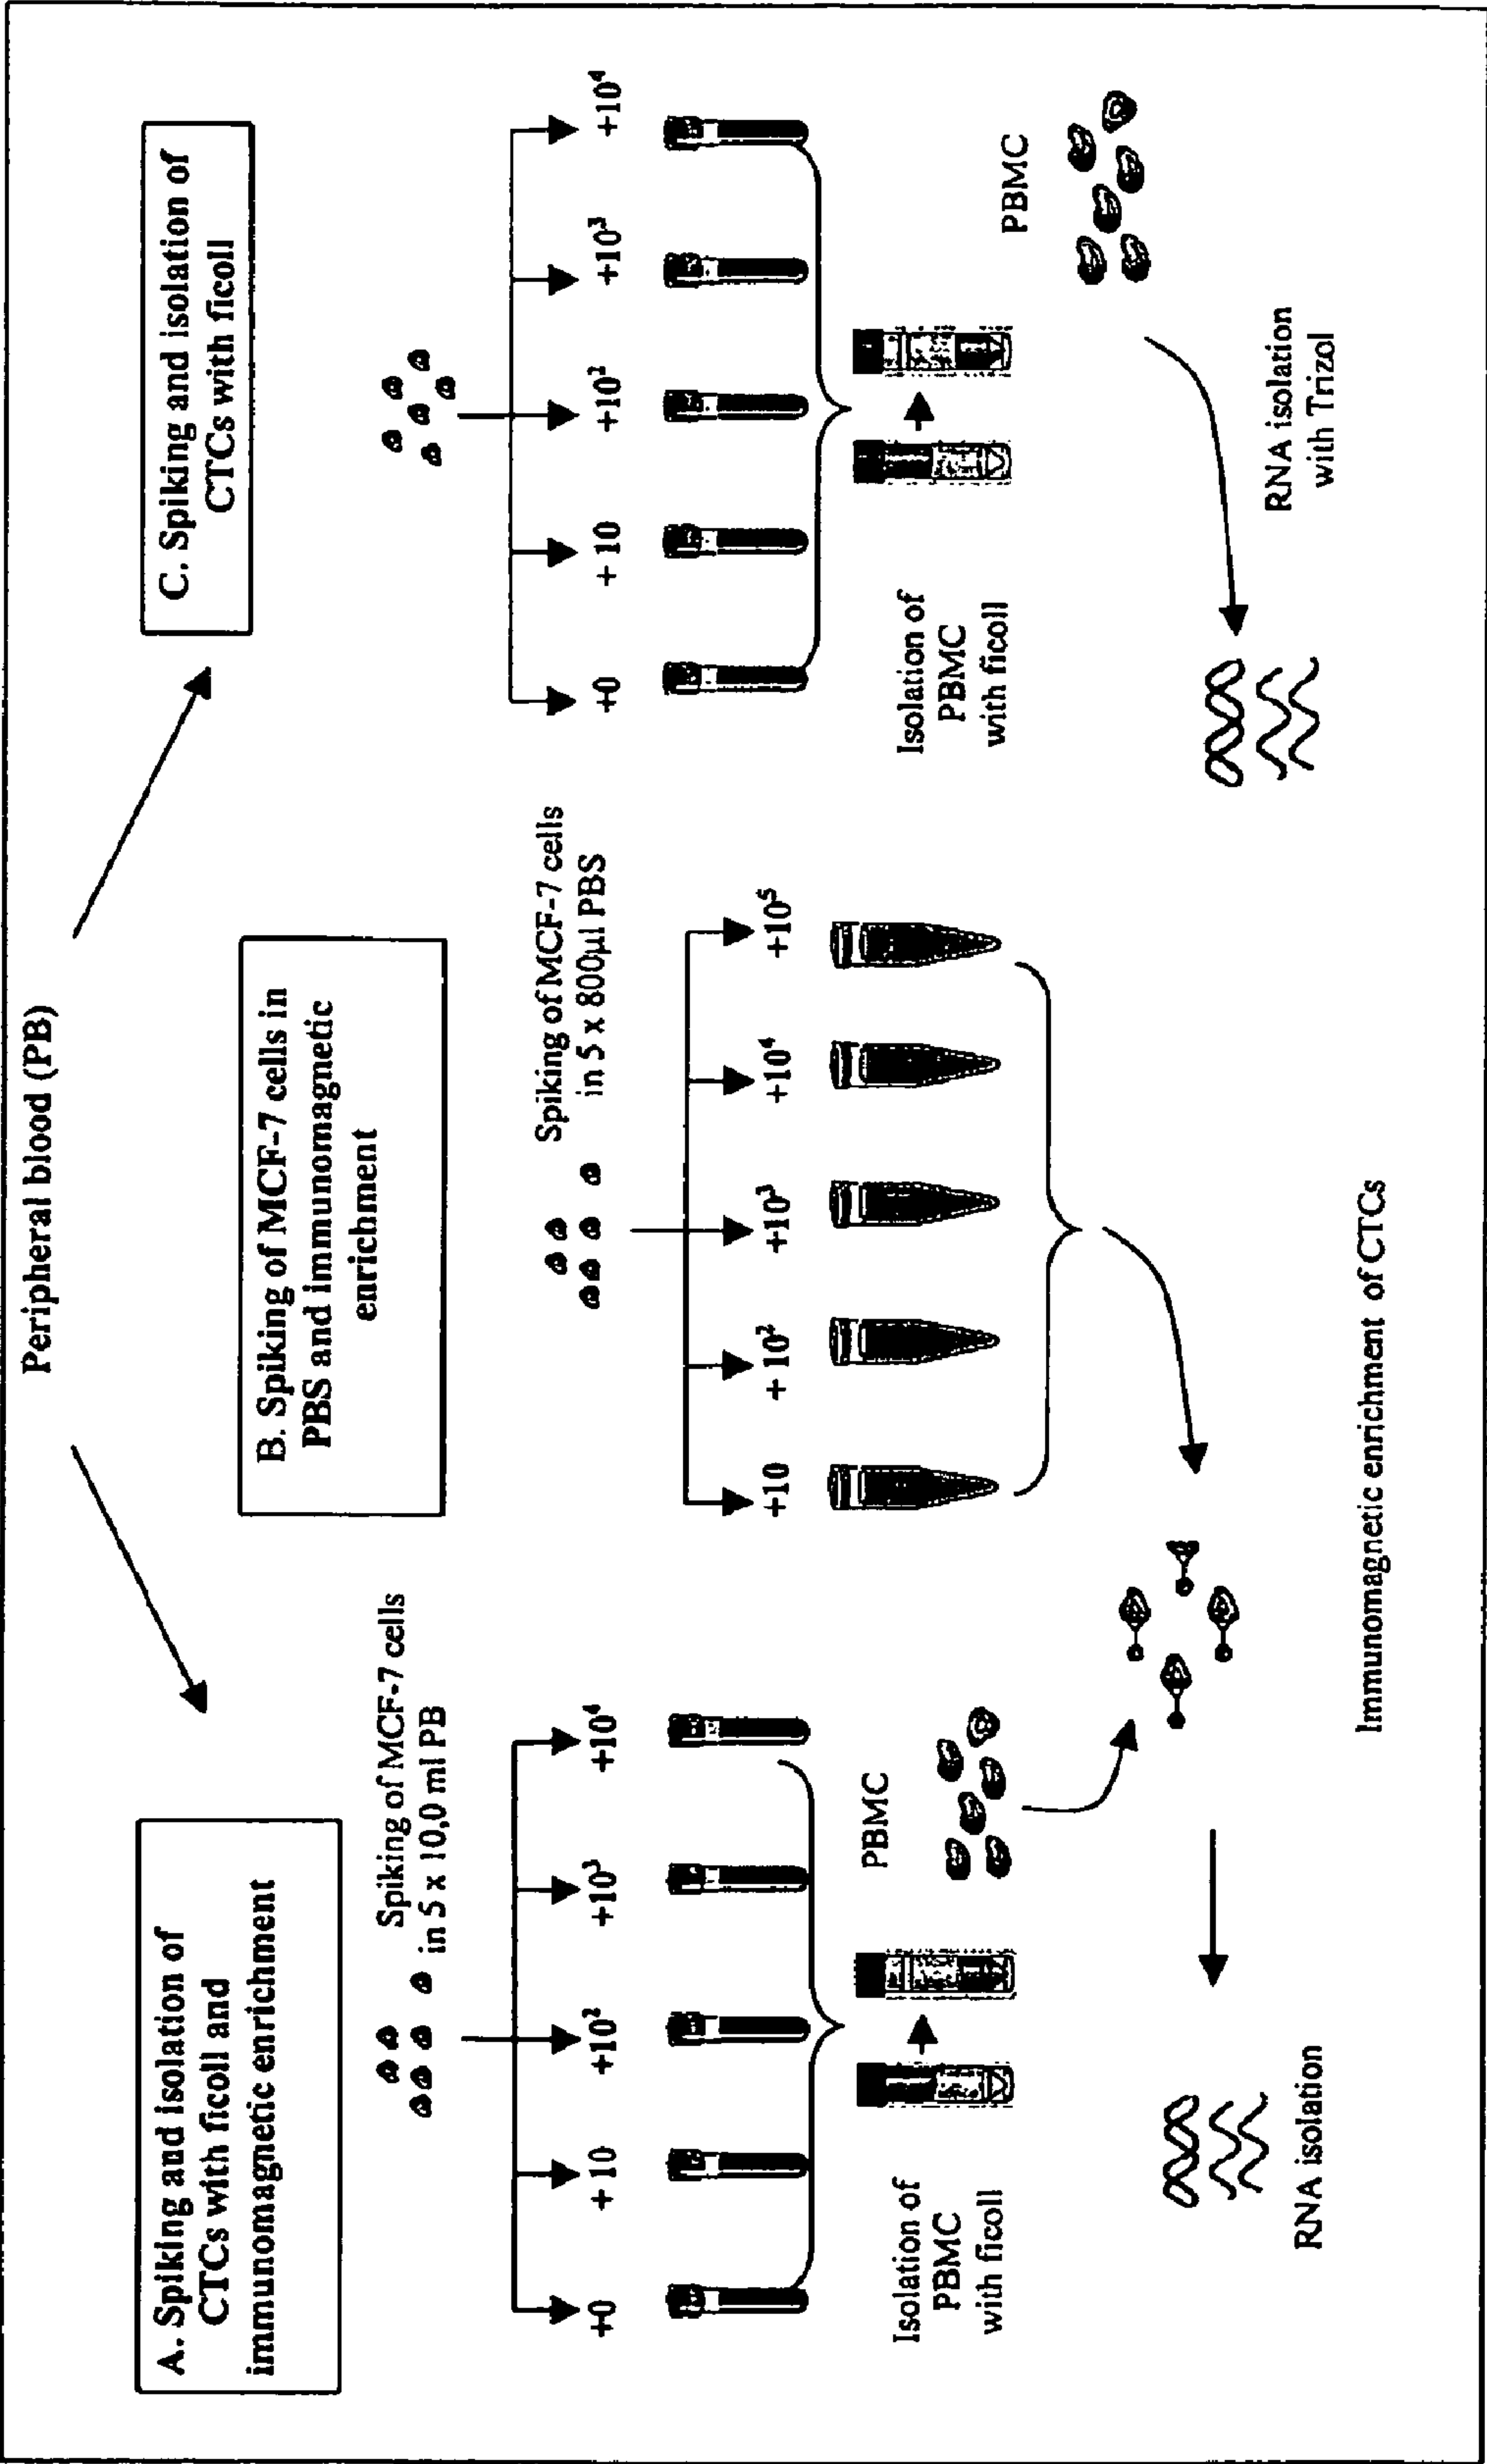 Peripheral blood (PB)
A. Spiking and isolation of
CTCs with ficoll and
immunomagnetic enrichment
Spiking of MCF-7 cells
in 5 x 10,0 ml PB
+0
+ 10
+10²
+10³
+10⁴
Isolation of
PBMC
with ficoll
PBMC
RNA isolation
B. Spiking of MCF-7 cells in
PBS and immunomagnetic
enrichment
Spiking of MCF-7 cells
in 5 x 800µl PBS
+10
+ 10²
+10³
+10⁴
+10⁵
Immunomagnetic enrichment of CTCs
C. Spiking and isolation of
CTCs with ficoll
+0
+ 10
+10²
+10³
+10⁴
Isolation of
PBMC
with ficoll
PBMC
RNA isolation
with Trizol